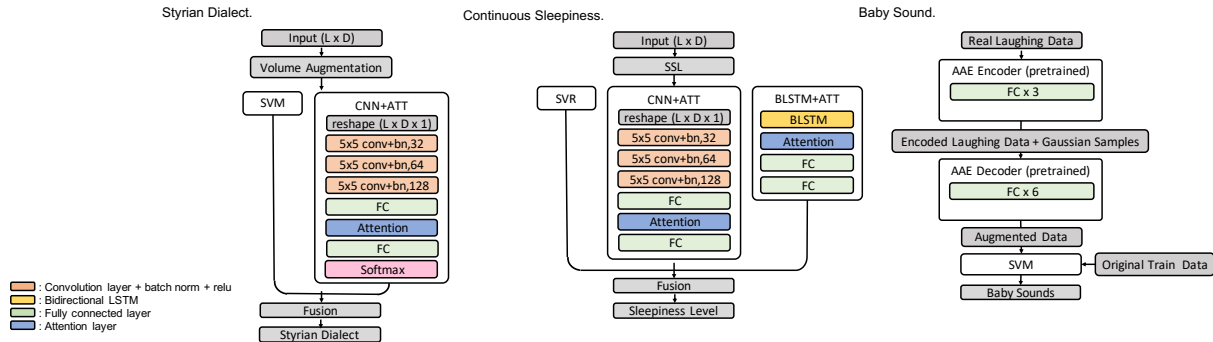 Styrian Dialect.
Input (L x D)
Volume Augmentation
SVM
CNN+ATT
reshape (L x D x 1)
5x5 conv+bn,32
5x5 conv+bn,64
5x5 conv+bn,128
FC
Attention
FC
Softmax
Fusion
Styrian Dialect
: Convolution layer + batch norm + relu
: Bidirectional LSTM
: Fully connected layer
: Attention layer
Continuous Sleepiness.
Input (L x D)
SSL
SVR
CNN+ATT
reshape (L x D x 1)
5x5 conv+bn,32
5x5 conv+bn,64
5x5 conv+bn,128
FC
Attention
FC
BLSTM+ATT
BLSTM
Attention
FC
FC
Fusion
Sleepiness Level
Baby Sound.
Real Laughing Data
AAE Encoder (pretrained)
FC x 3
Encoded Laughing Data + Gaussian Samples
AAE Decoder (pretrained)
FC x 6
Augmented Data
SVM
Original Train Data
Baby Sounds